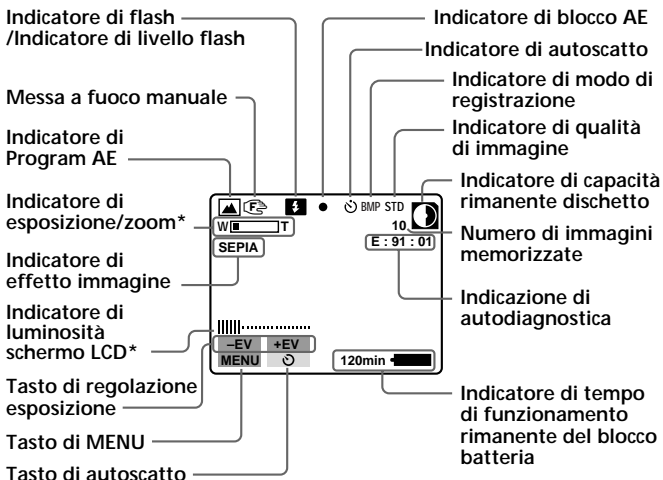 Indicatore di flash
/Indicatore di livello flash
Messa a fuoco manuale
Indicatore di
Program AE
Indicatore di
esposizione/zoom*
Indicatore di
effetto immagine
Indicatore di
luminosità
schermo LCD*
Tasto di regolazione
esposizione
Tasto di MENU
Tasto di autoscatto
F BMP STD
W T 10
SEPIA E : 91 : 01
–EV +EV
MENU 120min
Indicatore di blocco AE
Indicatore di autoscatto
Indicatore di modo di
registrazione
Indicatore di qualità
di immagine
Indicatore di capacità
rimanente dischetto
Numero di immagini
memorizzate
Indicazione di
autodiagnostica
Indicatore di tempo
di funzionamento
rimanente del blocco
batteria